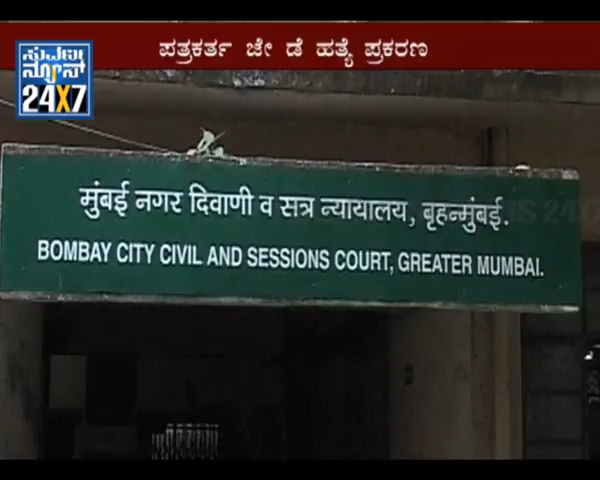 ಪತ್ರಕರ್ತ ಜೇ ಡೆ ಹತ್ಯೆ ಪ್ರಕರಣ
ಸುವರ್ಣ
ನ್ಯೂಸ್
24X7
मुंबई नगर दिवाणी व सत्र न्यायालय, बृहन्मुंबई.
BOMBAY CITY CIVIL AND SESSIONS COURT, GREATER MUMBAI.